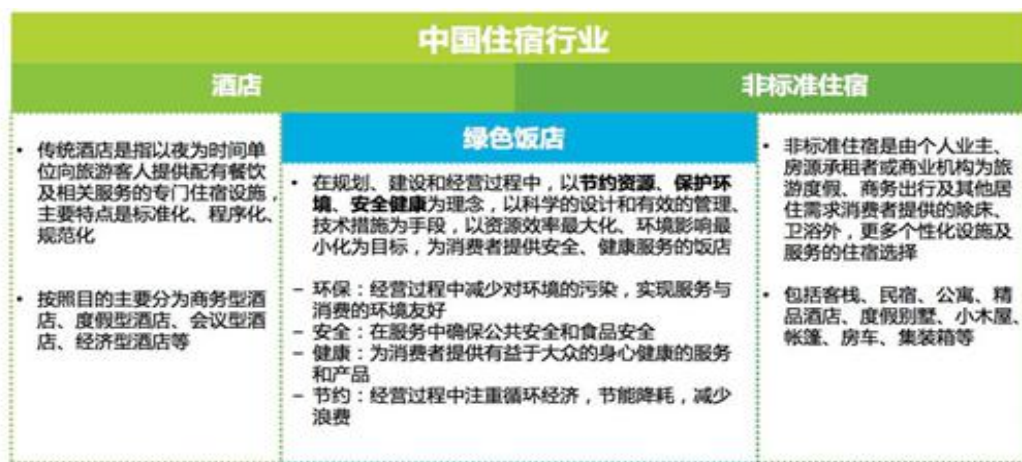 中国住宿行业
酒店
非标准住宿
• 传统酒店是指以夜为时间单
位向旅游客人提供配有餐饮
及相关服务的专门住宿设施，
主要特点是标准化、程序化、
规范化
• 按照目的主要分为商务型酒
店、度假型酒店、会议型酒
店、经济型酒店等
绿色饭店
• 在规划、建设和经营过程中，以节约资源、保护环
境、安全健康为理念，以科学的设计和有效的管理、
技术措施为手段，以资源效率最大化、环境影响最
小化为目标，为消费者提供安全、健康服务的饭店
– 环保：经营过程中减少对环境的污染，实现服务与
消费的环境友好
– 安全：在服务中确保公共安全和食品安全
– 健康：为消费者提供有益于大众的身心健康的服务
和产品
– 节约：经营过程中注重循环经济，节能降耗，减少
浪费
• 非标准住宿是由个人业主、
房源承租者或商业机构为旅
游度假、商务出行及其他居
住需求消费者提供的除床、
卫浴外，更多个性化设施及
服务的住宿选择
• 包括客栈、民宿、公寓、精
品酒店、度假别墅、小木屋、
帐篷、房车、集装箱等